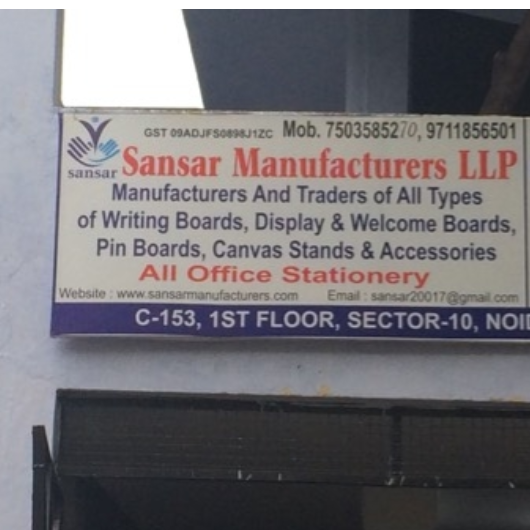 GST 09ADJFS0898J1ZC Mob. 7503585270, 9711856501
sansar Sansar Manufacturers LLP
Manufacturers And Traders of All Types
of Writing Boards, Display & Welcome Boards,
Pin Boards, Canvas Stands & Accessories
All Office Stationery
Website : www.sansarmanufacturers.com Email : sansar20017@gmail.com
C-153, 1ST FLOOR, SECTOR-10,